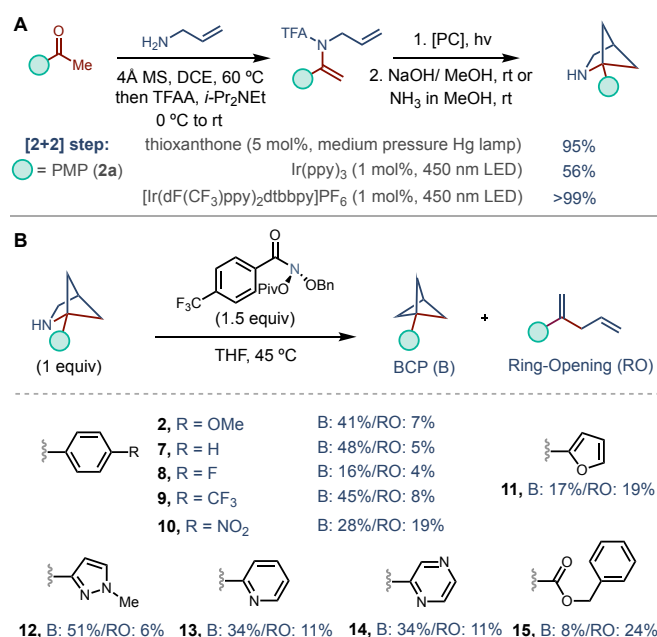 A
O
Me
H₂N
4Å MS, DCE, 60 ºC
then TFAA, i-Pr₂NEt
0 ºC to rt
TFA
N
1. [PC], hv
2. NaOH/ MeOH, rt or
NH₃ in MeOH, rt
HN
[2+2] step:
thioxanthone (5 mol%, medium pressure Hg lamp) 95%
= PMP (2a) Ir(ppy)₃ (1 mol%, 450 nm LED) 56%
[Ir(dF(CF₃)ppy)₂dtbbpy]PF₆ (1 mol%, 450 nm LED) >99%
B
HN
(1 equiv)
O
N
OBn
PivO
F₃C
(1.5 equiv)
THF, 45 ºC
BCP (B)
+
Ring-Opening (RO)
R
2, R = OMe B: 41%/RO: 7%
7, R = H B: 48%/RO: 5%
8, R = F B: 16%/RO: 4%
9, R = CF₃ B: 45%/RO: 8%
10, R = NO₂ B: 28%/RO: 19%
O
11, B: 17%/RO: 19%
N
N
Me
12, B: 51%/RO: 6%
N
13, B: 34%/RO: 11%
N
N
14, B: 34%/RO: 11%
O
O
15, B: 8%/RO: 24%